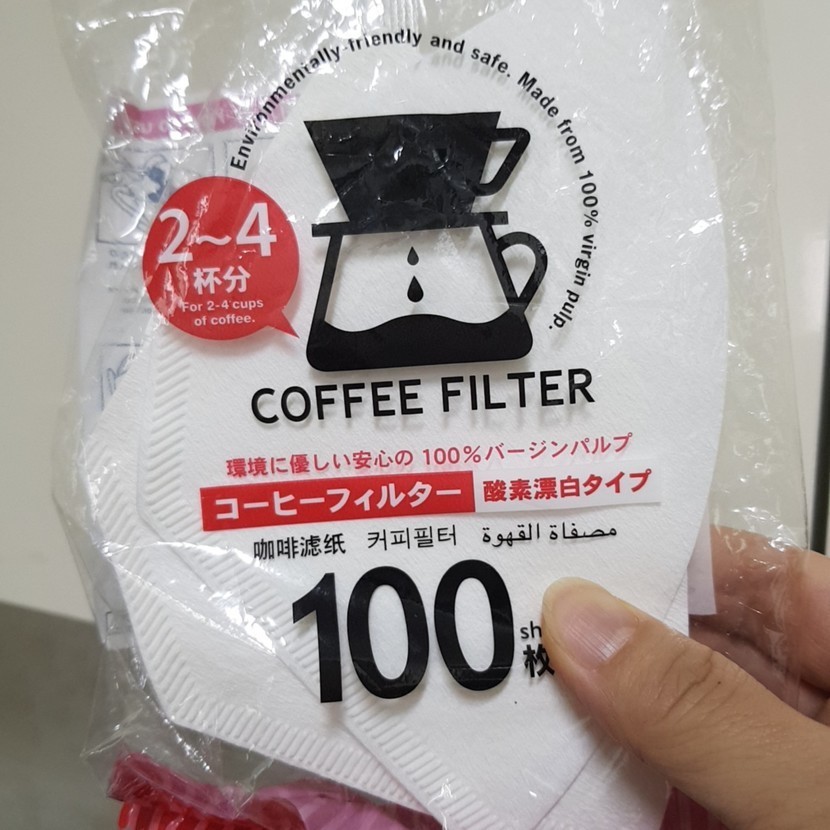 Environmentally-friendly and safe. Made from 100% virgin pulp.
2～4
杯分
For 2-4 cups
of coffee.
COFFEE FILTER
環境に優しい安心の 100％バージンパルプ
コーヒーフィルター 酸素漂白タイプ
咖啡滤纸 커피필터 مصفاة القهوة
100
枚